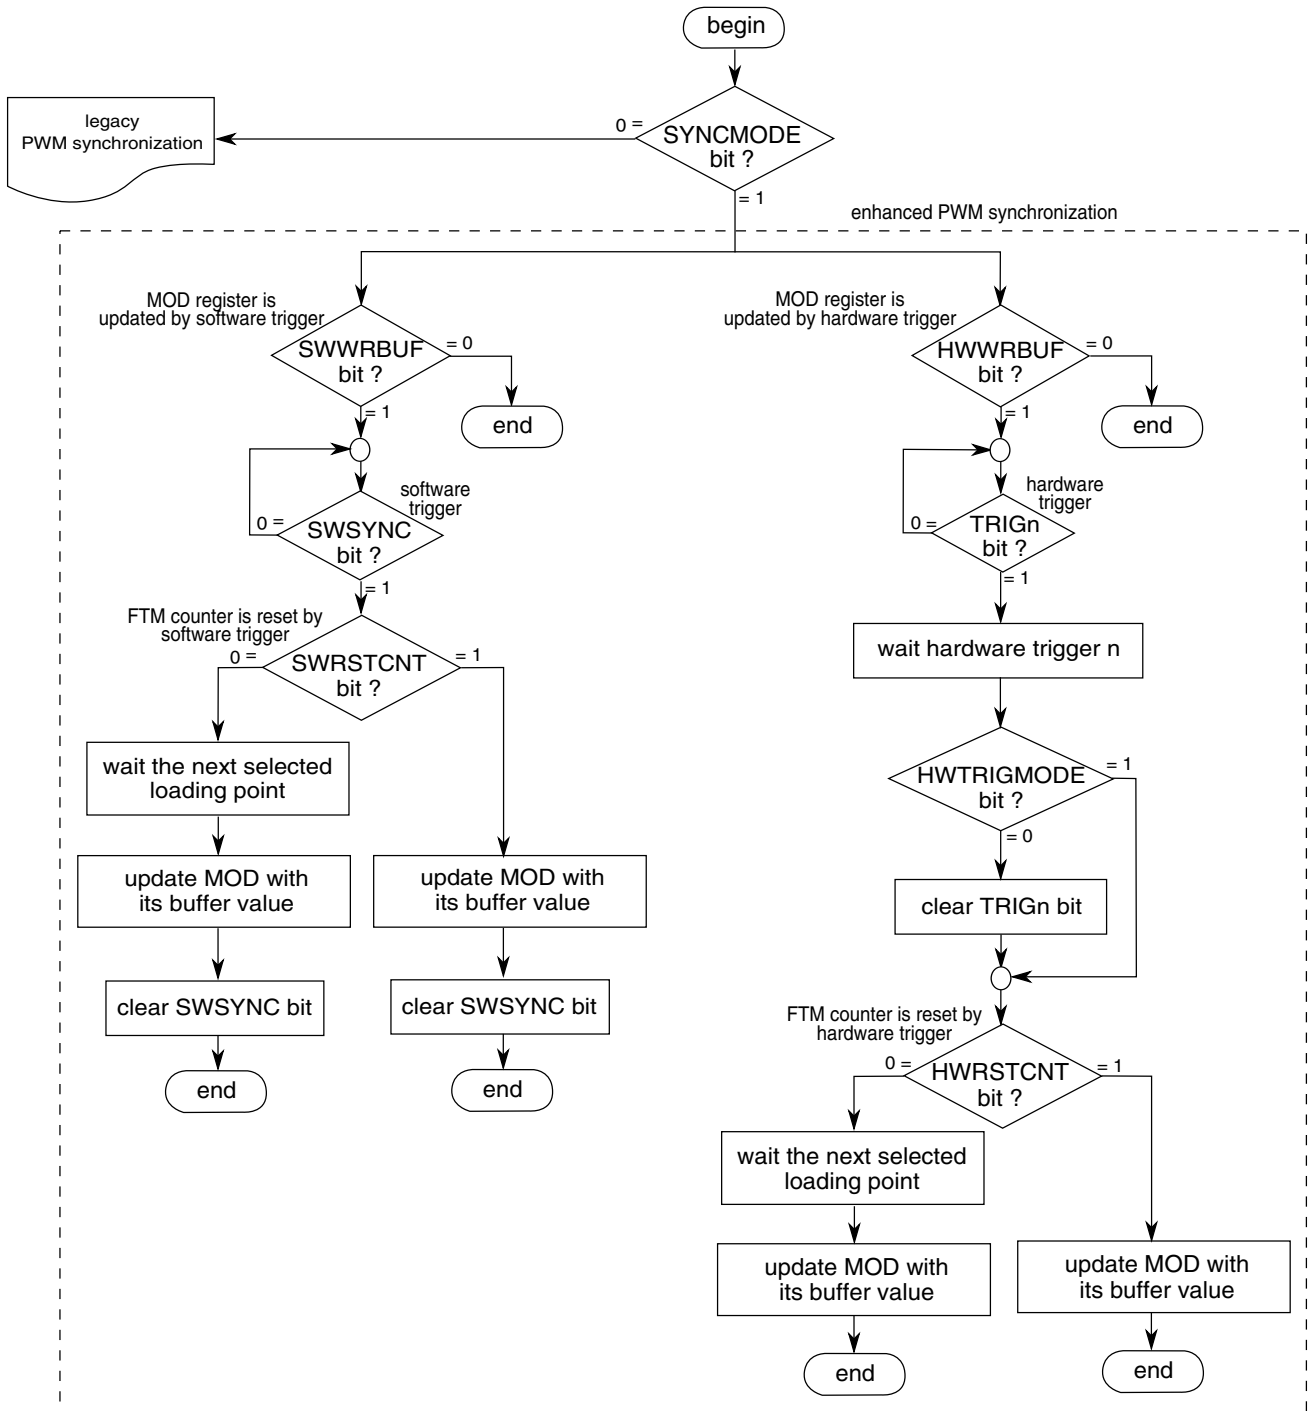 begin
legacy
PWM synchronization
0 =
SYNCMODE
bit ?
= 1
enhanced PWM synchronization
MOD register is
updated by software trigger
SWWRBUF
bit ?
= 0
= 1
end
software
trigger
0 =
SWSYNC
bit ?
= 1
FTM counter is reset by
software trigger
0 =
SWRSTCNT
bit ?
= 1
wait the next selected
loading point
update MOD with
its buffer value
clear SWSYNC bit
end
update MOD with
its buffer value
clear SWSYNC bit
end
MOD register is
updated by hardware trigger
HWWRBUF
bit ?
= 0
= 1
end
hardware
trigger
0 =
TRIGn
bit ?
= 1
wait hardware trigger n
HWTRIGMODE
bit ?
= 1
= 0
clear TRIGn bit
FTM counter is reset by
hardware trigger
0 =
HWRSTCNT
bit ?
= 1
wait the next selected
loading point
update MOD with
its buffer value
end
update MOD with
its buffer value
end